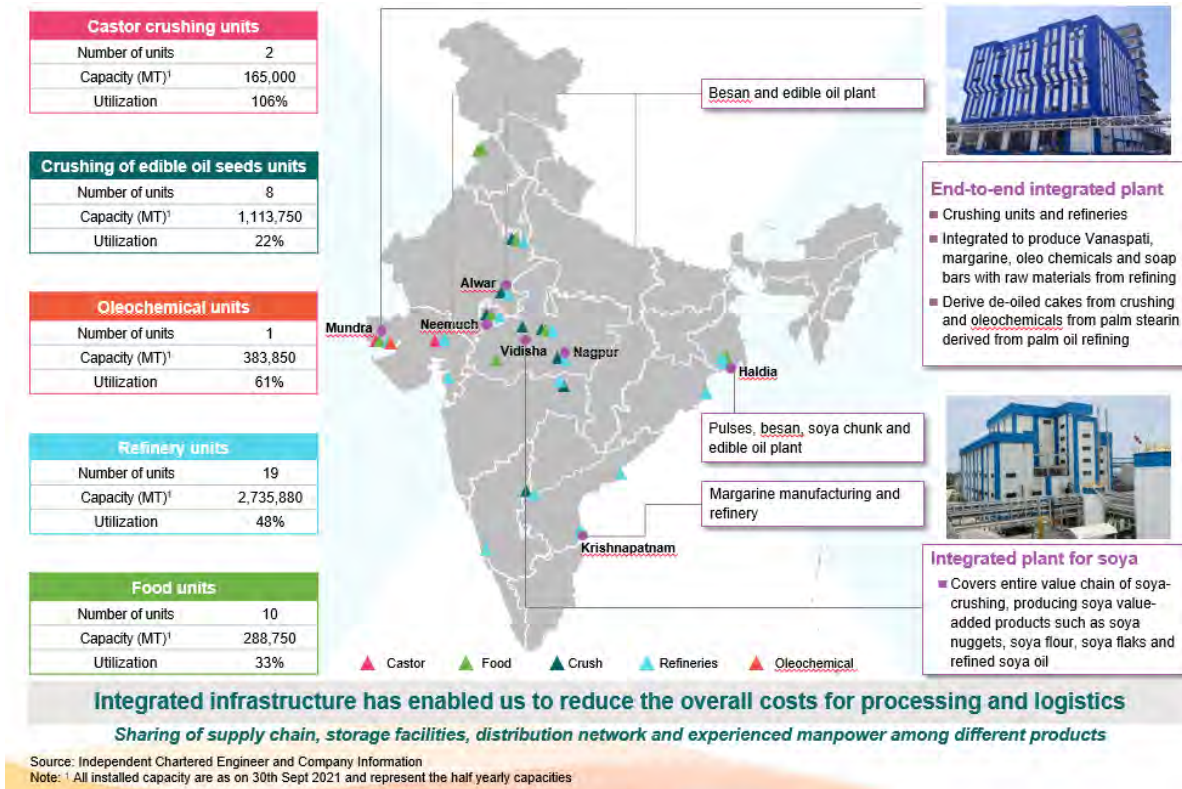 Castor crushing units
Number of units 2
Capacity (MT)¹ 165,000
Utilization 106%
Crushing of edible oil seeds units
Number of units 8
Capacity (MT)¹ 1,113,750
Utilization 22%
Oleochemical units
Number of units 1
Capacity (MT)¹ 383,850
Utilization 61%
Refinery units
Number of units 19
Capacity (MT)¹ 2,735,880
Utilization 48%
Food units
Number of units 10
Capacity (MT)¹ 288,750
Utilization 33%
Besan and edible oil plant
Alwar
Mundra
Neemuch
Vidisha
Nagpur
Haldia
Pulses, besan, soya chunk and
edible oil plant
Margarine manufacturing and
refinery
Krishnapatnam
Castor Food Crush Refineries Oleochemical
End-to-end integrated plant
Crushing units and refineries
Integrated to produce Vanaspati,
margarine, oleo chemicals and soap
bars with raw materials from refining
Derive de-oiled cakes from crushing
and oleochemicals from palm stearin
derived from palm oil refining
Integrated plant for soya
Covers entire value chain of soya-
crushing, producing soya value-
added products such as soya
nuggets, soya flour, soya flaks and
refined soya oil
Integrated infrastructure has enabled us to reduce the overall costs for processing and logistics
Sharing of supply chain, storage facilities, distribution network and experienced manpower among different products
Source: Independent Chartered Engineer and Company Information
Note: ¹ All installed capacity are as on 30th Sept 2021 and represent the half yearly capacities